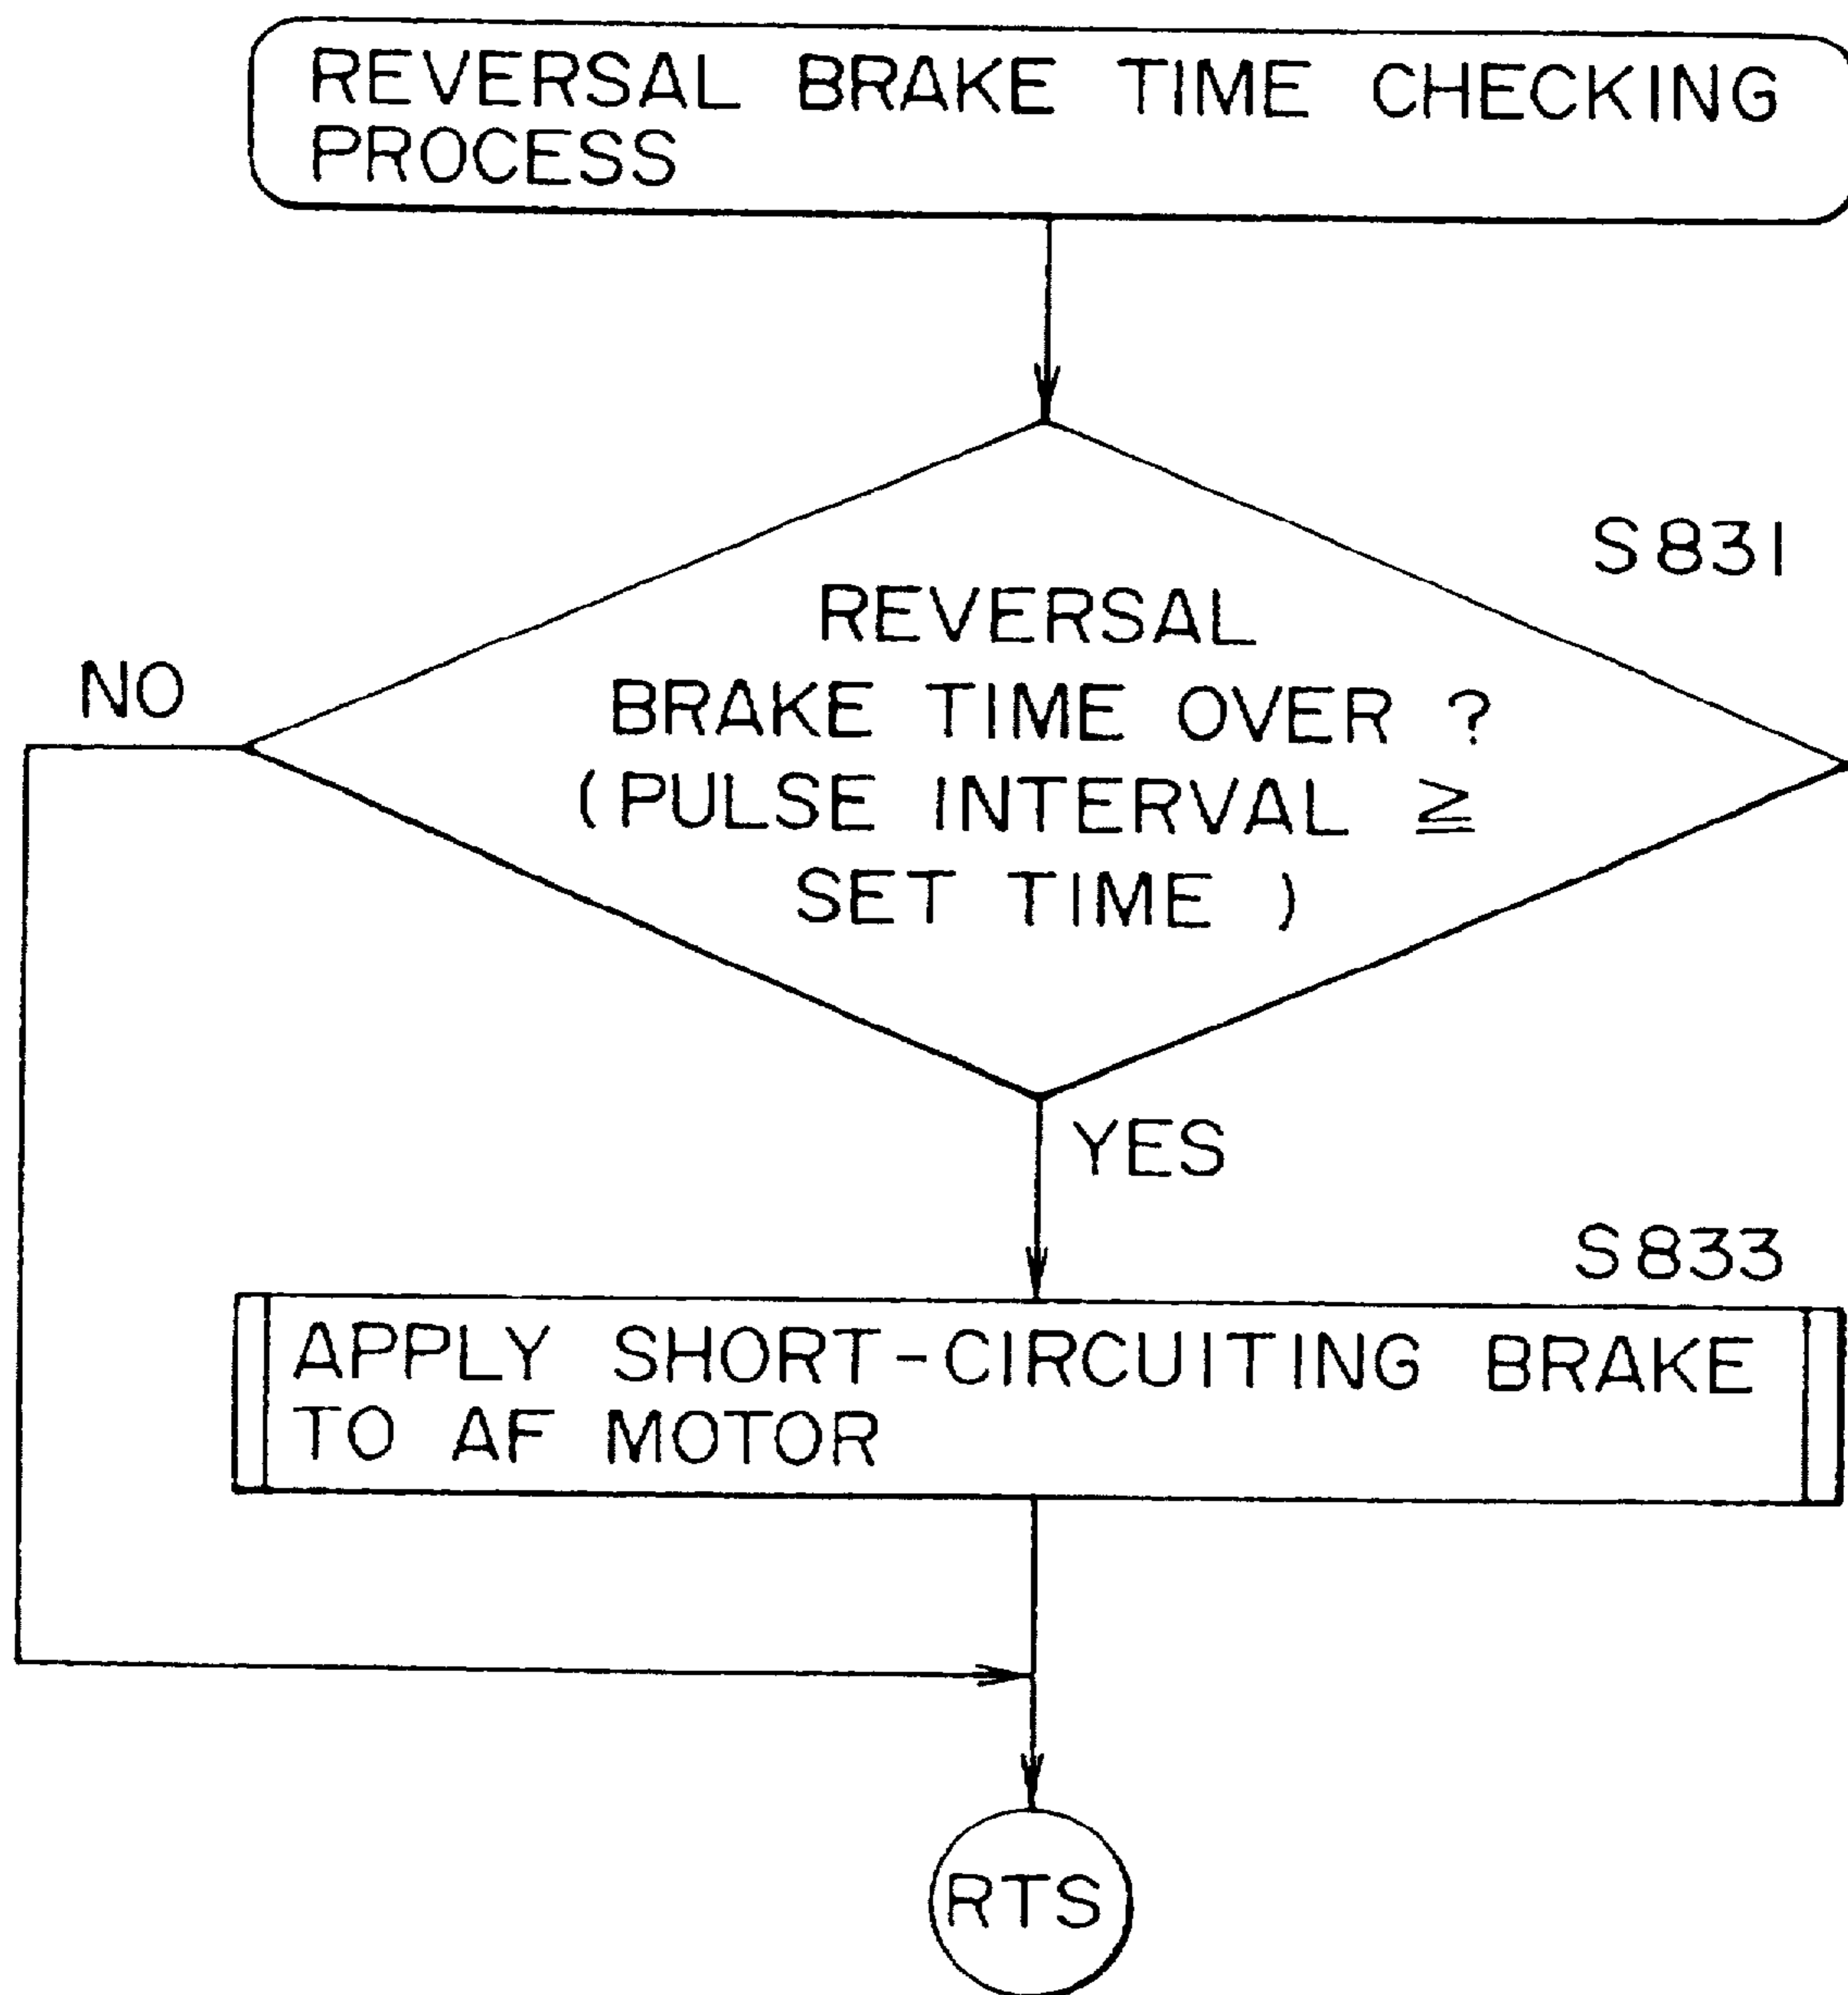 REVERSAL BRAKE TIME CHECKING
PROCESS
S831
REVERSAL
BRAKE TIME OVER ?
(PULSE INTERVAL ≧
SET TIME )
NO
YES
S833
APPLY SHORT-CIRCUITING BRAKE
TO AF MOTOR
RTS